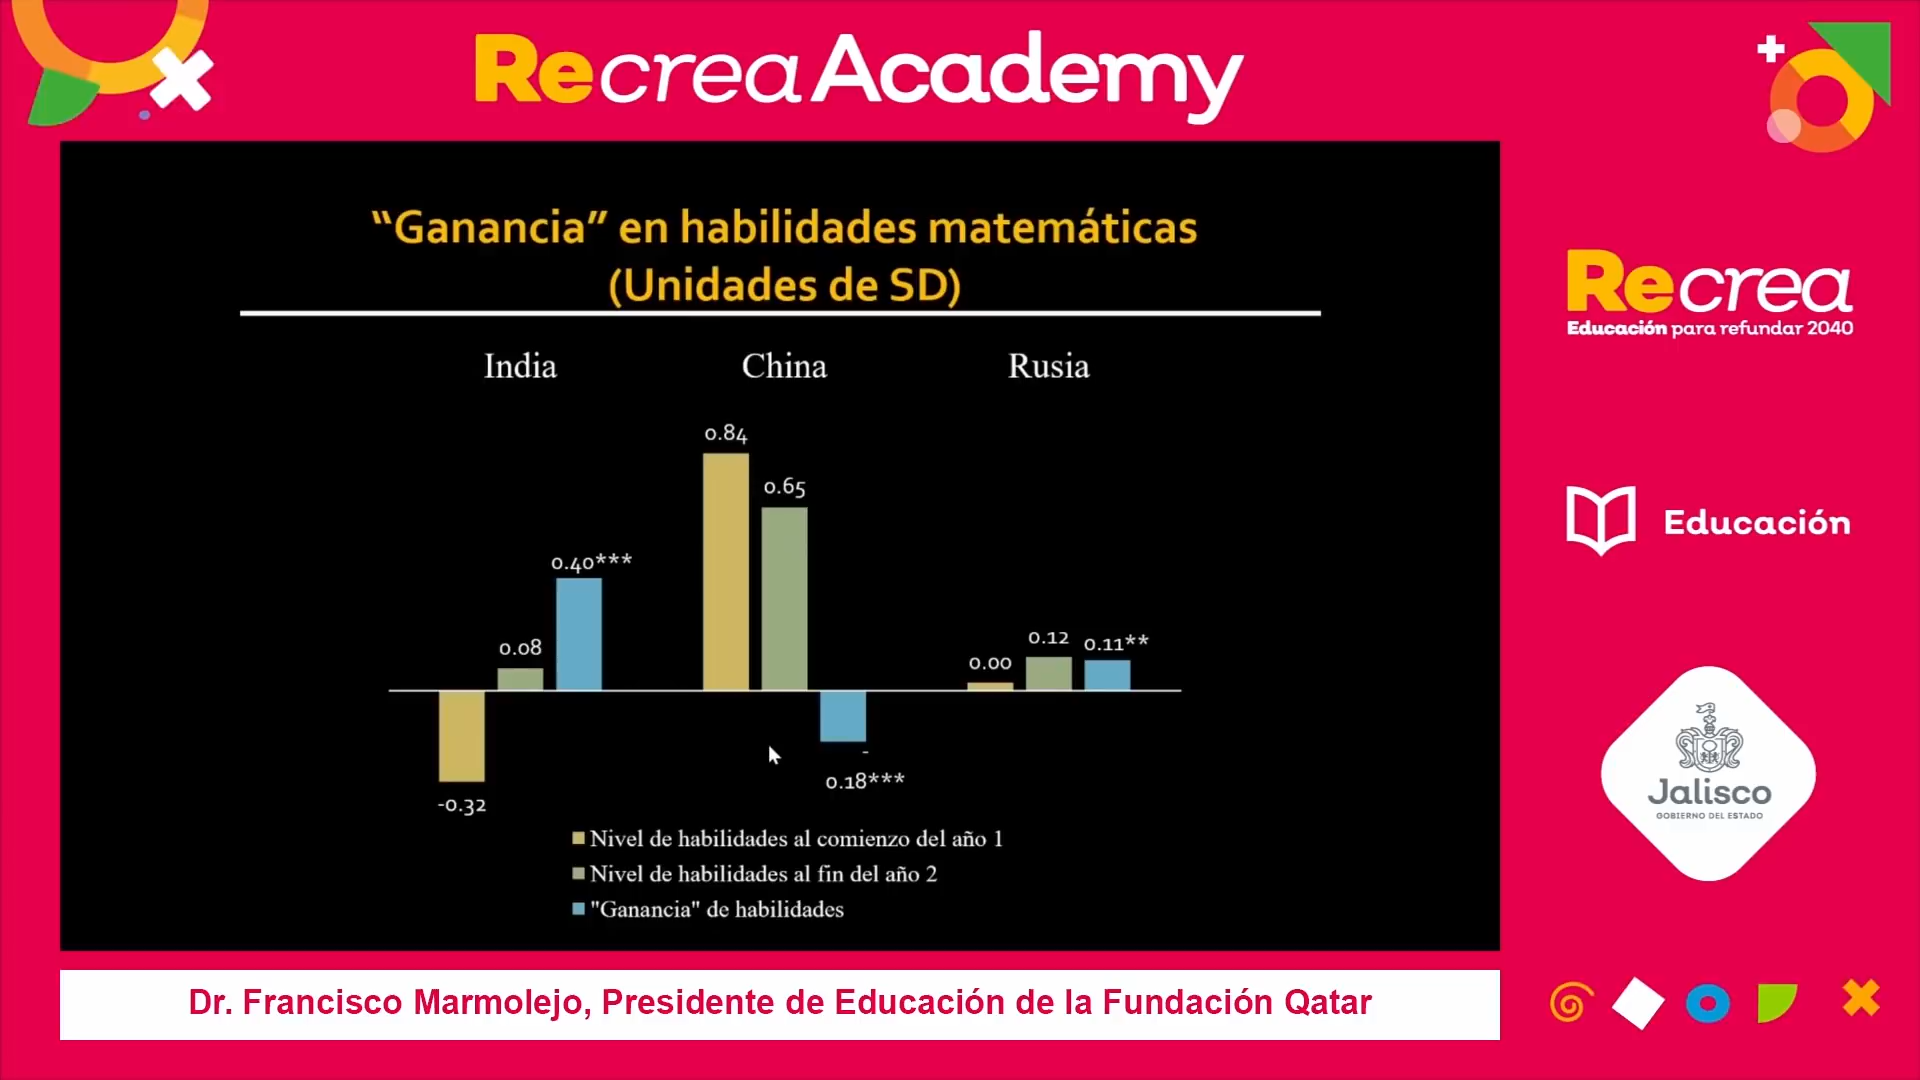 Recrea Academy
“Ganancia” en habilidades matemáticas
(Unidades de SD)
India China Rusia
0.84
0.65
0.40***
0.08
0.12
0.11**
0.00
-
0.18***
-0.32
Nivel de habilidades al comienzo del año 1
Nivel de habilidades al fin del año 2
"Ganancia" de habilidades
Recrea
Educación para refundar 2040
Educación
Jalisco
GOBIERNO DEL ESTADO
Dr. Francisco Marmolejo, Presidente de Educación de la Fundación Qatar